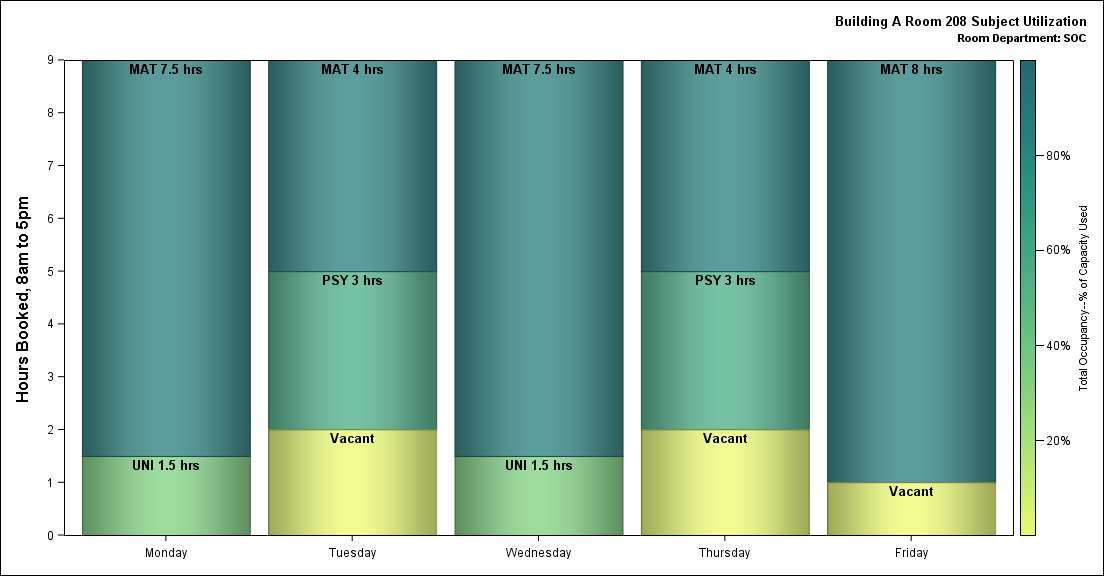 Building A Room 208 Subject Utilization
Room Department: SOC
Hours Booked, 8am to 5pm
9
8
7
6
5
4
3
2
1
0
MAT 7.5 hrs
UNI 1.5 hrs
MAT 4 hrs
PSY 3 hrs
Vacant
MAT 7.5 hrs
UNI 1.5 hrs
MAT 4 hrs
PSY 3 hrs
Vacant
MAT 8 hrs
Vacant
Monday
Tuesday
Wednesday
Thursday
Friday
80%
60%
40%
20%
Total Occupancy--% of Capacity Used